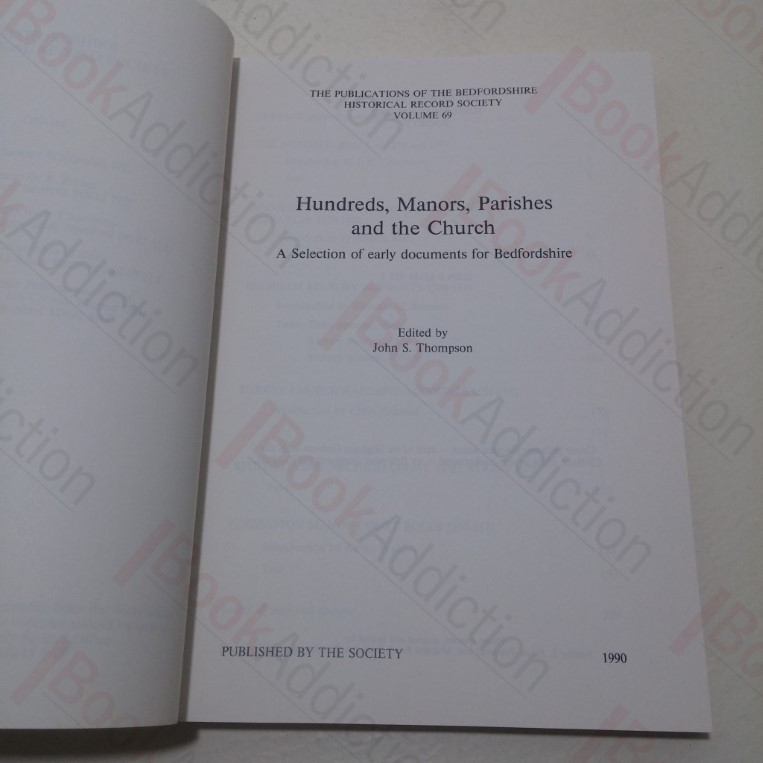 THE PUBLICATIONS OF THE BEDFORDSHIRE
HISTORICAL RECORD SOCIETY
VOLUME 69
Hundreds, Manors, Parishes
and the Church
A Selection of early documents for Bedfordshire
Edited by
John S. Thompson
PUBLISHED BY THE SOCIETY 1990
BookAddiction